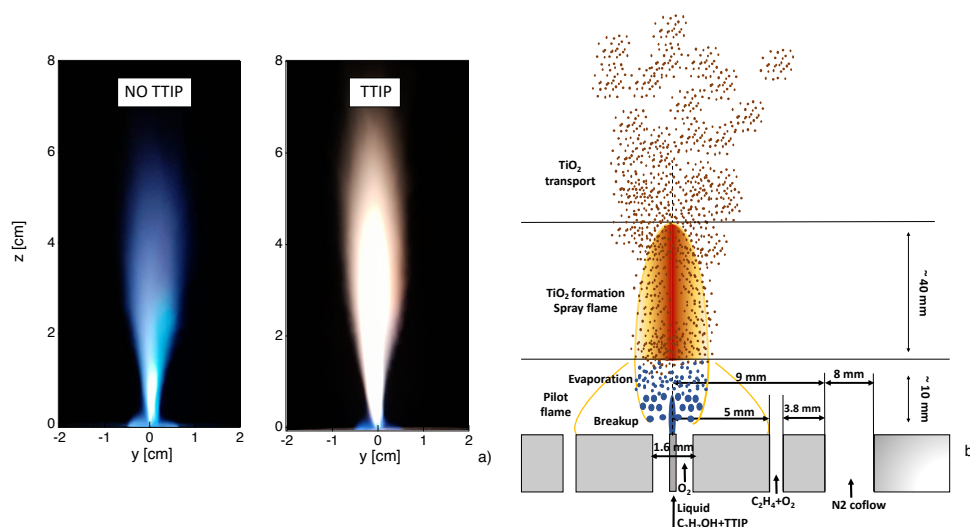 8
6
4
2
0
z [cm]
NO TTIP
-2
-1
0
1
2
y [cm]
8
6
4
2
0
TTIP
-2
-1
0
1
2
y [cm]
a)
TiO2
transport
TiO2 formation
Spray flame
~ 40 mm
Evaporation
9 mm
8 mm
Pilot
flame
~ 10 mm
5 mm
3.8 mm
Breakup
1.6 mm
O2
C2H4+O2
N2 coflow
Liquid
b